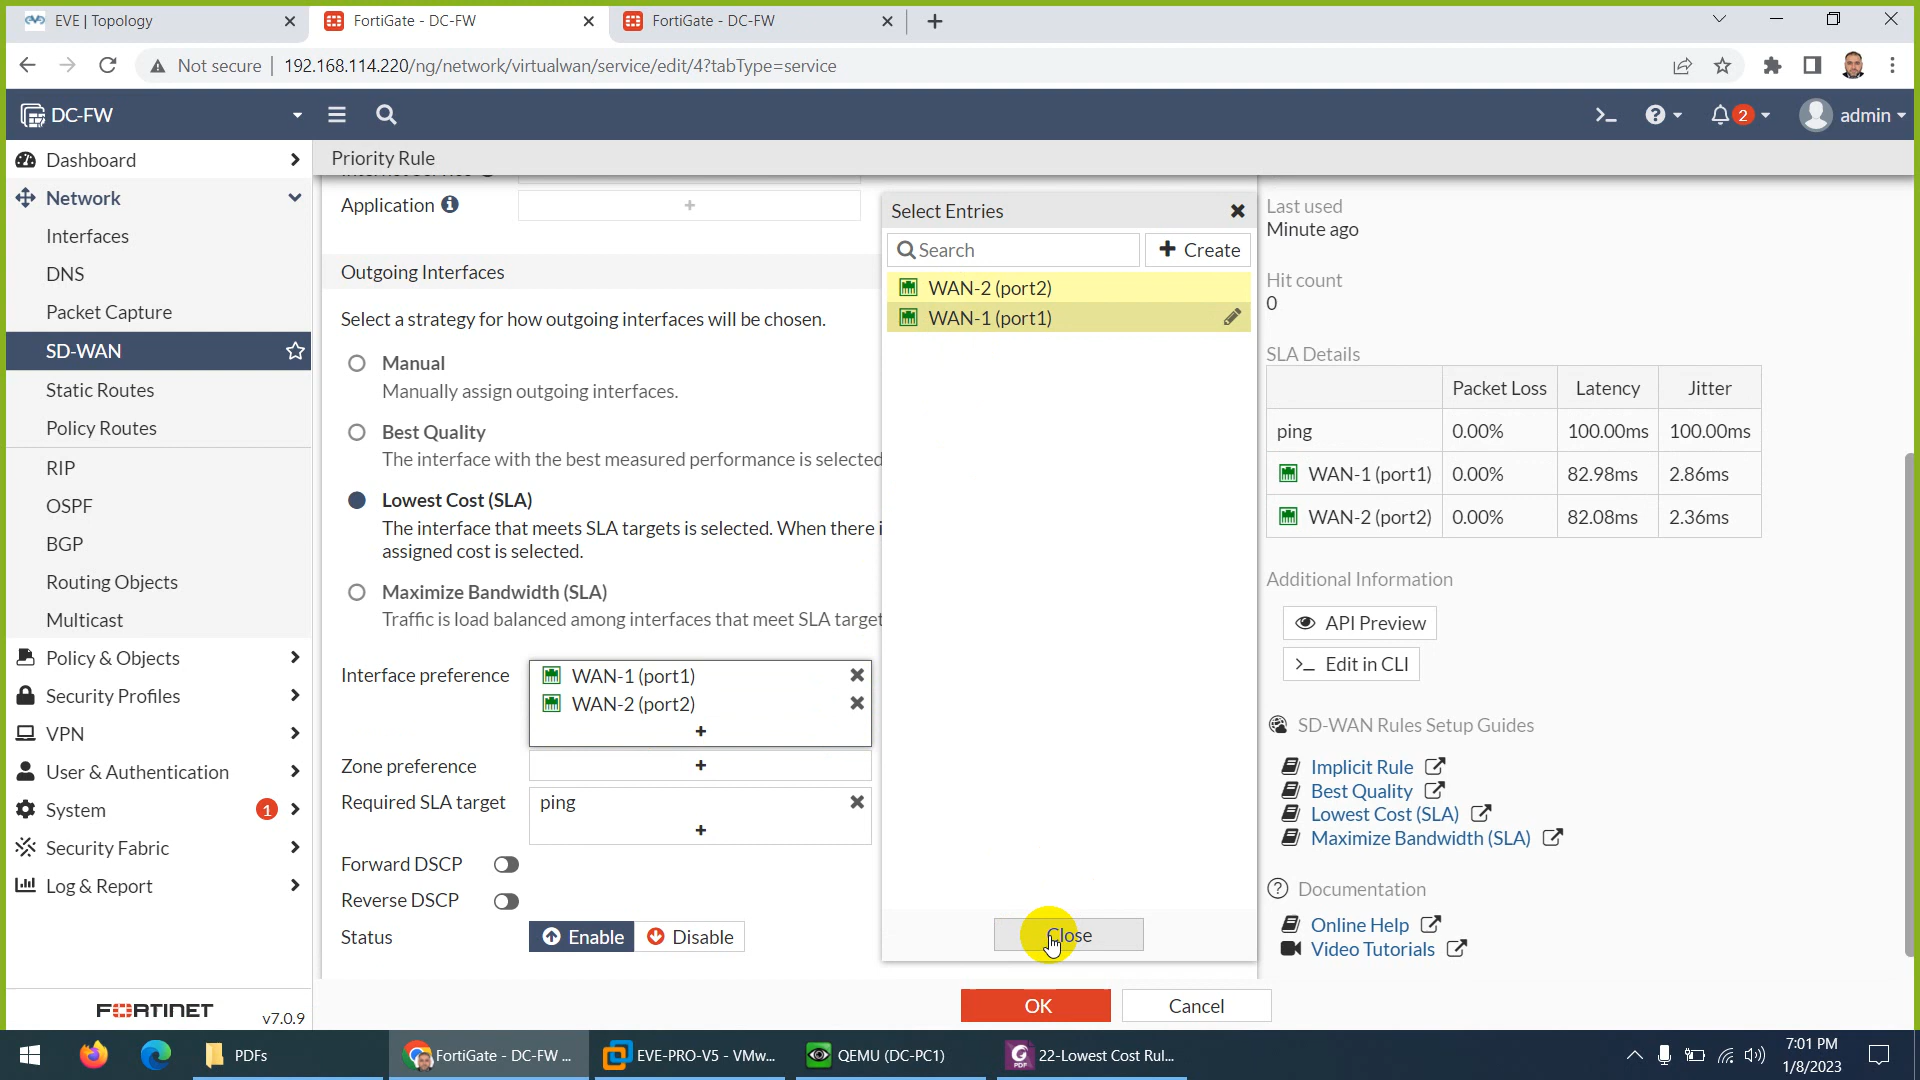 EVE | Topology
FortiGate - DC-FW
FortiGate - DC-FW
Not secure
192.168.114.220/ng/network/virtualwan/service/edit/4?tabType=service
DC-FW
2
admin
Dashboard
Network
Interfaces
DNS
Packet Capture
SD-WAN
Static Routes
Policy Routes
RIP
OSPF
BGP
Routing Objects
Multicast
Policy & Objects
Security Profiles
VPN
User & Authentication
System
1
Security Fabric
Log & Report
FORTINET
v7.0.9
Priority Rule
Application
Outgoing Interfaces
Select a strategy for how outgoing interfaces will be chosen.
Manual
Manually assign outgoing interfaces.
Best Quality
The interface with the best measured performance is selected
Lowest Cost (SLA)
The interface that meets SLA targets is selected. When there i
assigned cost is selected.
Maximize Bandwidth (SLA)
Traffic is load balanced among interfaces that meet SLA target
Interface preference
WAN-1 (port1)
WAN-2 (port2)
Zone preference
Required SLA target
ping
Forward DSCP
Reverse DSCP
Status
Enable
Disable
Select Entries
Search
Create
WAN-2 (port2)
WAN-1 (port1)
Close
OK
Cancel
Last used
Minute ago
Hit count
0
SLA Details
Packet Loss Latency Jitter
ping 0.00% 100.00ms 100.00ms
WAN-1 (port1) 0.00% 82.98ms 2.86ms
WAN-2 (port2) 0.00% 82.08ms 2.36ms
Additional Information
API Preview
Edit in CLI
SD-WAN Rules Setup Guides
Implicit Rule
Best Quality
Lowest Cost (SLA)
Maximize Bandwidth (SLA)
Documentation
Online Help
Video Tutorials
PDFs
FortiGate - DC-FW ...
EVE-PRO-V5 - VMw...
QEMU (DC-PC1)
22-Lowest Cost Rul...
7:01 PM
1/8/2023